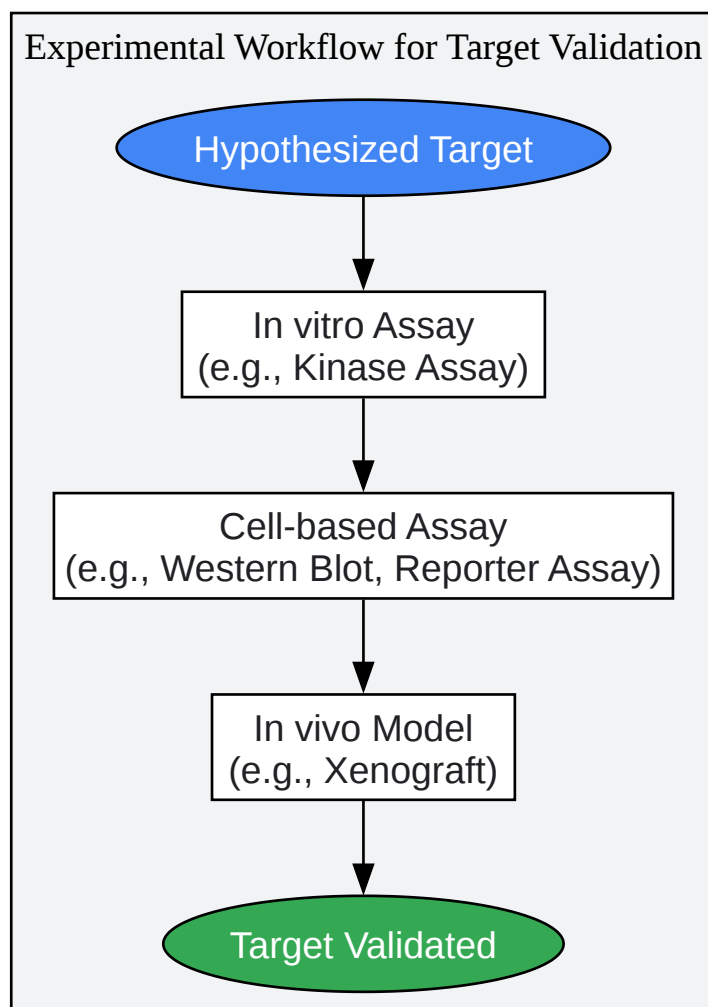 Experimental Workflow for Target Validation
Hypothesized Target
In vitro Assay
(e.g., Kinase Assay)
Cell-based Assay
(e.g., Western Blot, Reporter Assay)
In vivo Model
(e.g., Xenograft)
Target Validated